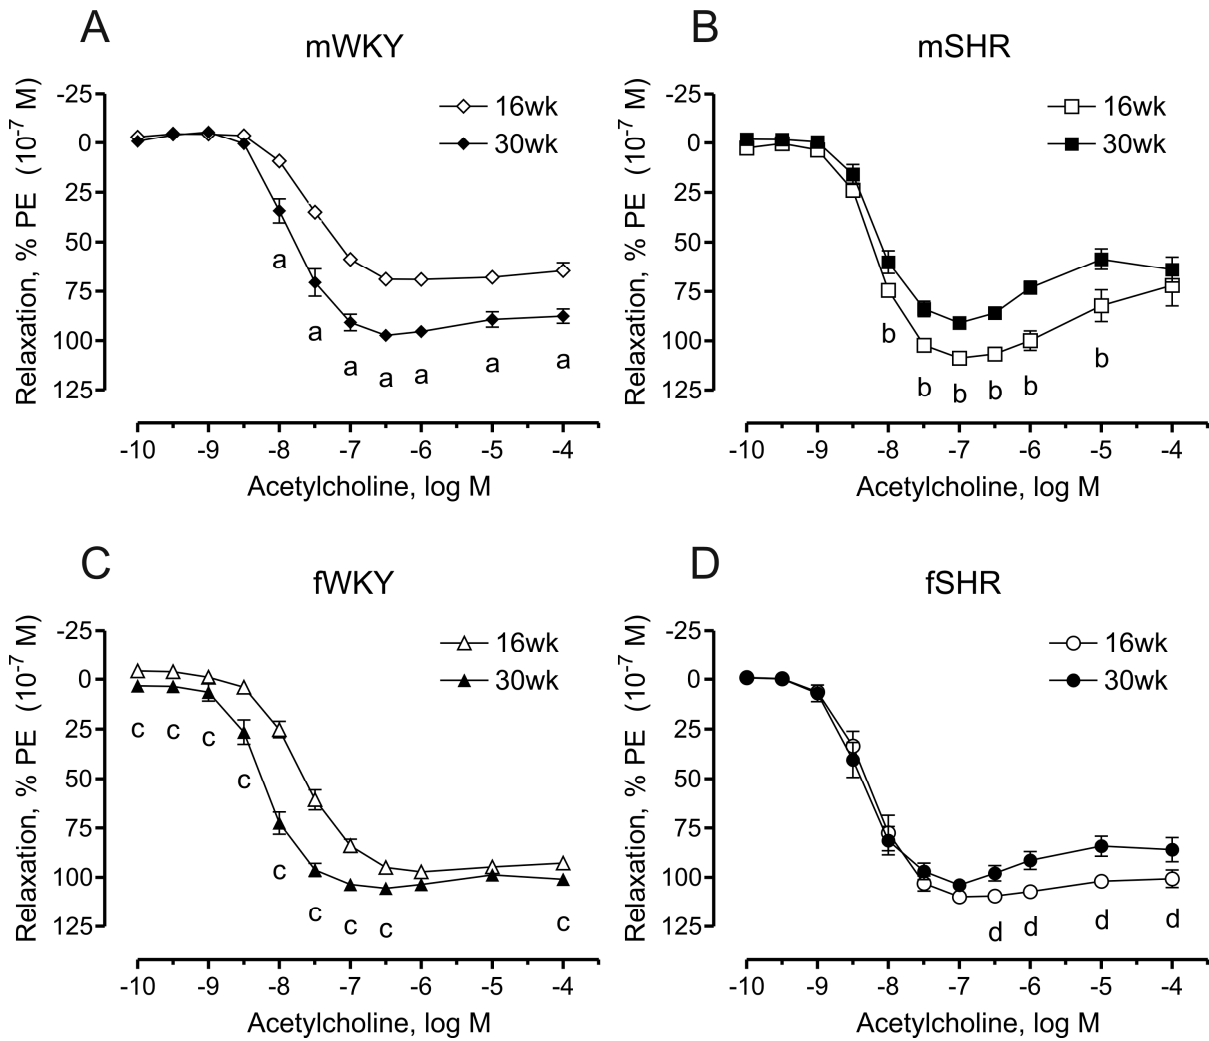 A
mWKY
16wk
30wk
-25
0
25
50
75
100
125
Relaxation, % PE (10⁻⁷ M)
a a a a a a a
-10 -9 -8 -7 -6 -5 -4
Acetylcholine, log M
B
mSHR
16wk
30wk
-25
0
25
50
75
100
125
Relaxation, % PE (10⁻⁷ M)
b b b b b b
-10 -9 -8 -7 -6 -5 -4
Acetylcholine, log M
C
fWKY
16wk
30wk
-25
0
25
50
75
100
125
Relaxation, % PE (10⁻⁷ M)
c c c c c c c c c
-10 -9 -8 -7 -6 -5 -4
Acetylcholine, log M
D
fSHR
16wk
30wk
-25
0
25
50
75
100
125
Relaxation, % PE (10⁻⁷ M)
d d d d
-10 -9 -8 -7 -6 -5 -4
Acetylcholine, log M